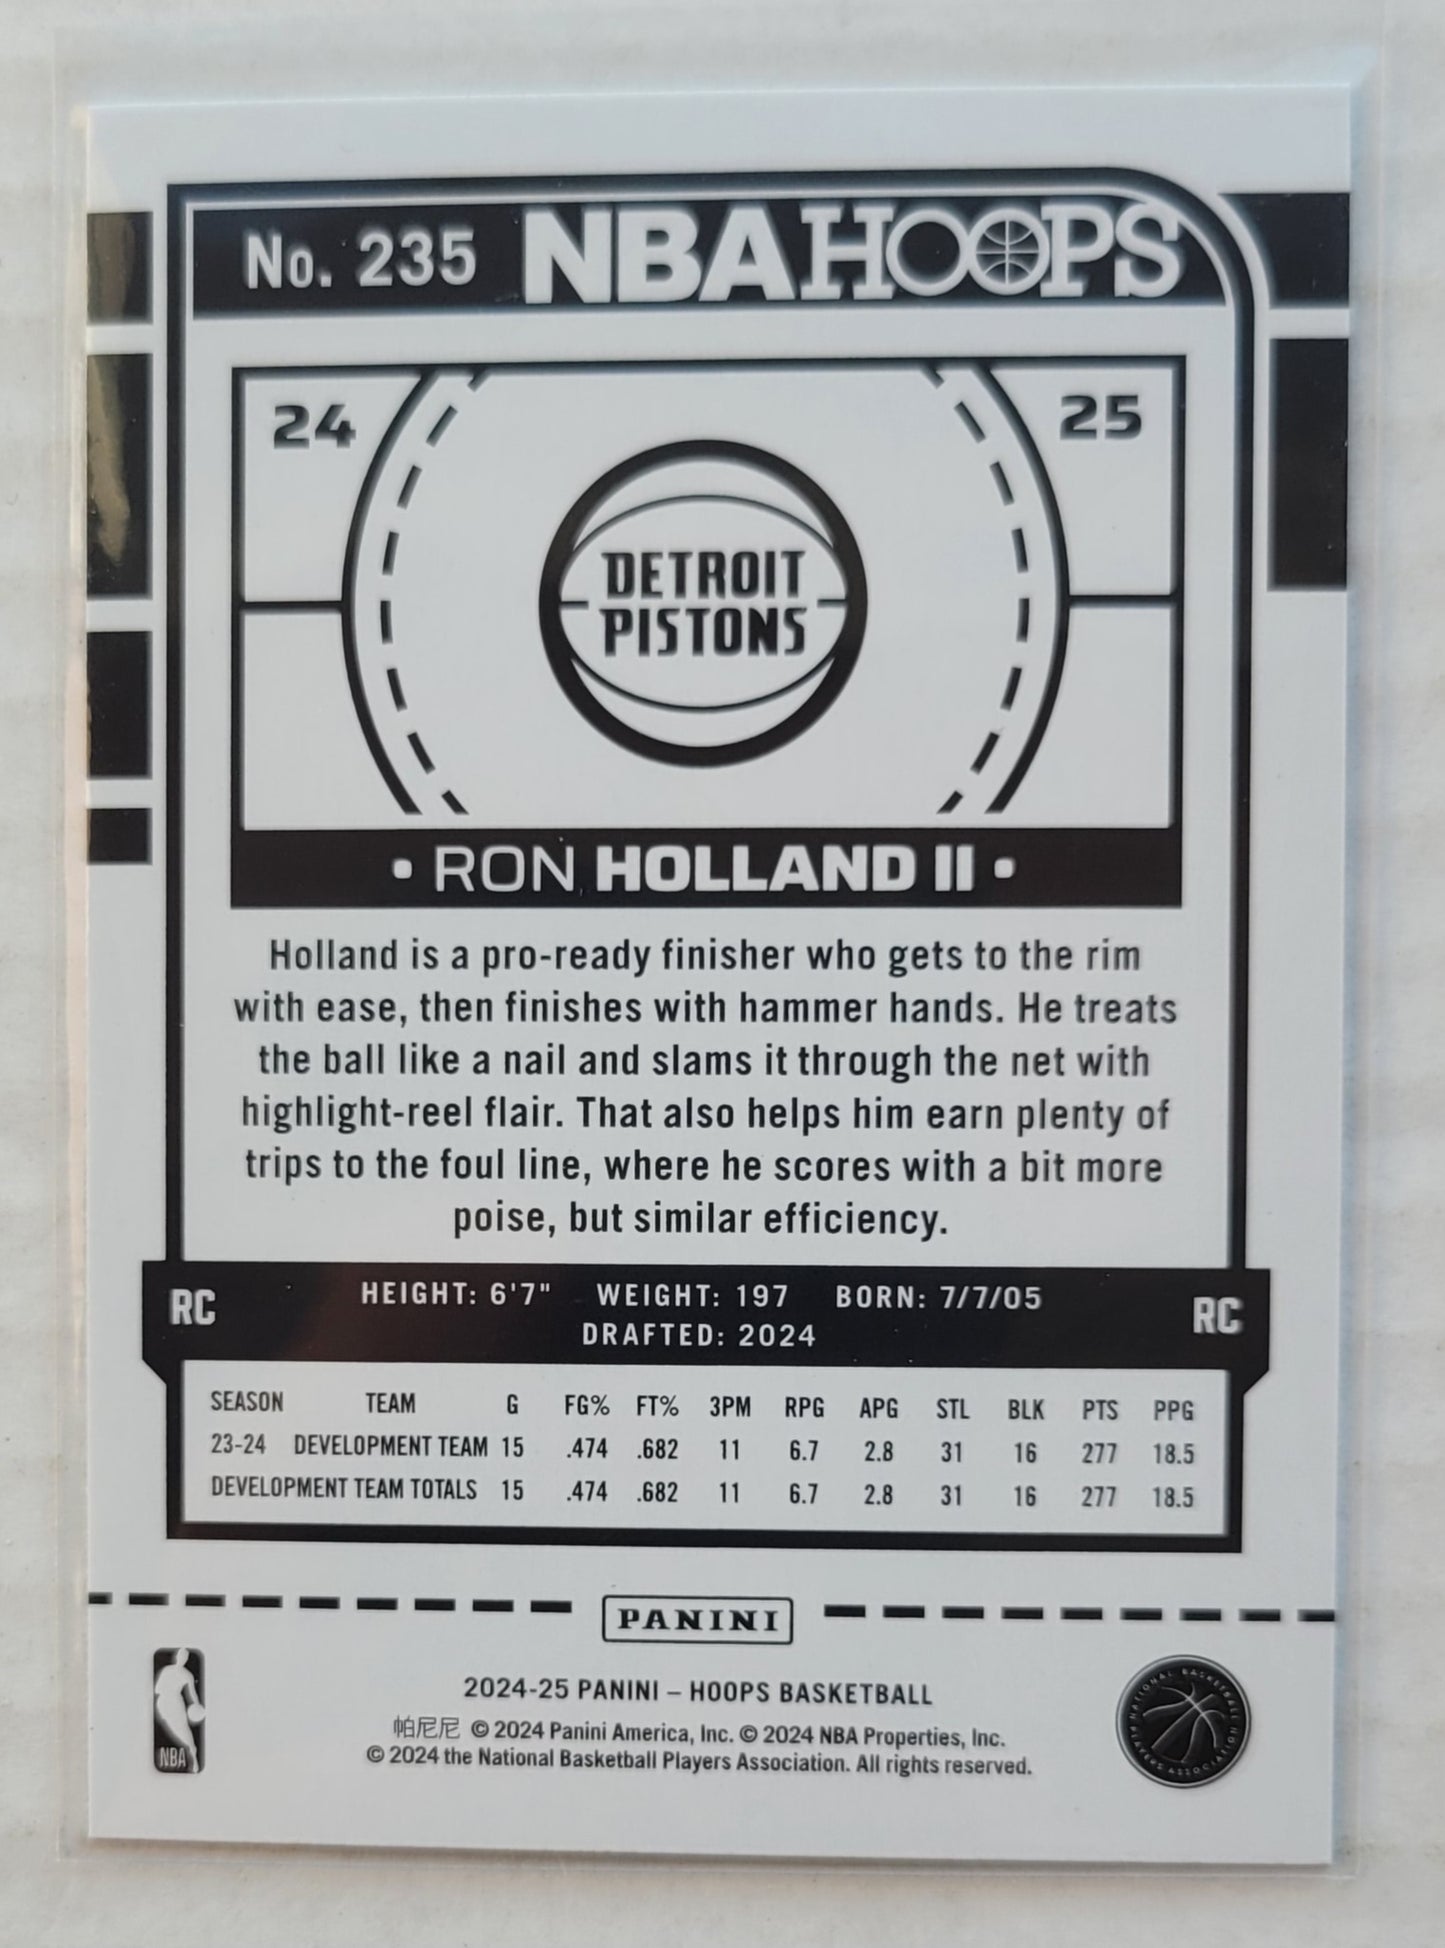 No. 235 NBA HOOPS
24 25
DETROIT
PISTONS
• RON HOLLAND II •
Holland is a pro-ready finisher who gets to the rim
with ease, then finishes with hammer hands. He treats
the ball like a nail and slams it through the net with
highlight-reel flair. That also helps him earn plenty of
trips to the foul line, where he scores with a bit more
poise, but similar efficiency.
RC HEIGHT: 6'7" WEIGHT: 197 BORN: 7/7/05 RC
DRAFTED: 2024
SEASON TEAM G FG% FT% 3PM RPG APG STL BLK PTS PPG
23-24 DEVELOPMENT TEAM 15 .474 .682 11 6.7 2.8 31 16 277 18.5
DEVELOPMENT TEAM TOTALS 15 .474 .682 11 6.7 2.8 31 16 277 18.5
PANINI
2024-25 PANINI – HOOPS BASKETBALL
帕尼尼 © 2024 Panini America, Inc. © 2024 NBA Properties, Inc.
© 2024 the National Basketball Players Association. All rights reserved.
NBA
NATIONAL BASKETBALL PLAYERS ASSOCIATION